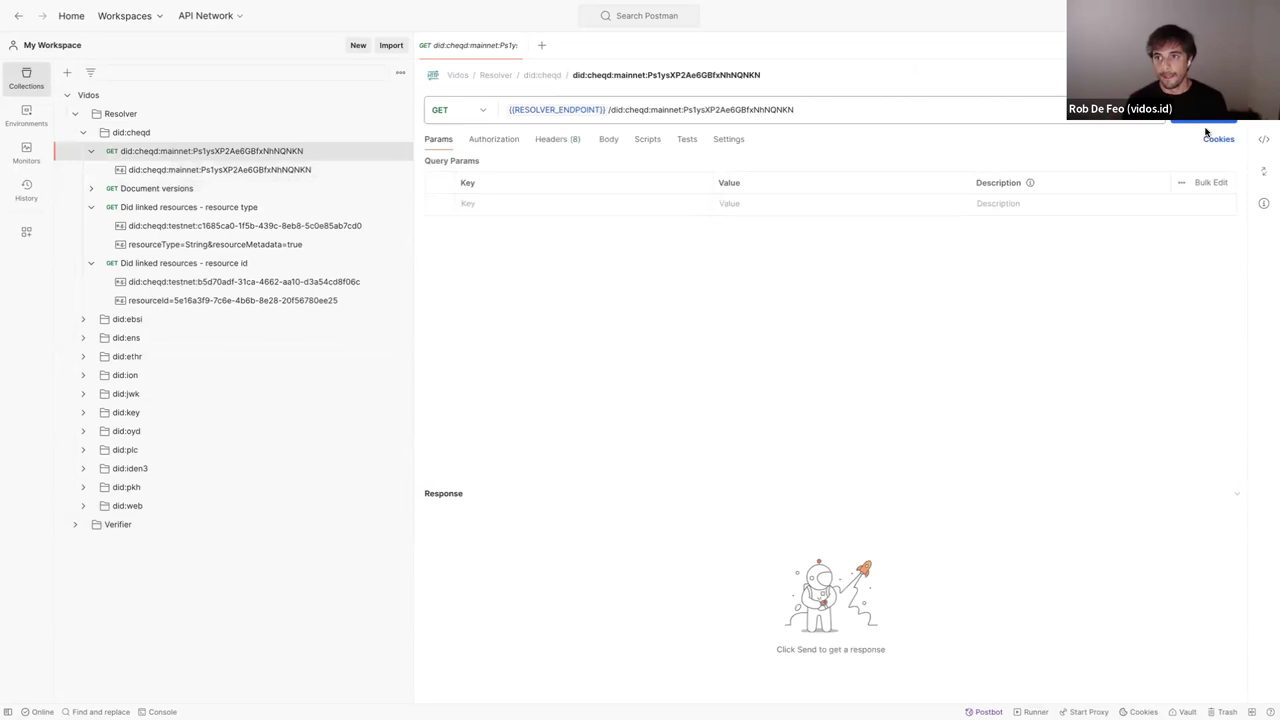 Home Workspaces API Network Search Postman
My Workspace New Import
GET did:cheqd:mainnet:Ps1y
Rob De Feo (vidos.id)
Collections
Environments
Monitors
History
Vidos
Resolver
did:cheqd
GET did:cheqd:mainnet:Ps1ysXP2Ae6GBfxNhNQNKN
e.g. did:cheqd:mainnet:Ps1ysXP2Ae6GBfxNhNQNKN
GET Document versions
GET Did linked resources - resource type
e.g. did:cheqd:testnet:c1685ca0-1f5b-439c-8eb8-5c0e85ab7cd0
e.g. resourceType=String&resourceMetadata=true
GET Did linked resources - resource id
e.g. did:cheqd:testnet:b5d70adf-31ca-4662-aa10-d3a54cd8f06c
e.g. resourceId=5e16a3f9-7c6e-4b6b-8e28-20f56780ee25
did:ebsi
did:ens
did:ethr
did:ion
did:jwk
did:key
did:oyd
did:plc
did:iden3
did:pkh
did:web
Verifier
HTTP Vidos / Resolver / did:cheqd / did:cheqd:mainnet:Ps1ysXP2Ae6GBfxNhNQNKN
GET {{RESOLVER_ENDPOINT}} /did:cheqd:mainnet:Ps1ysXP2Ae6GBfxNhNQNKN
Params Authorization Headers (8) Body Scripts Tests Settings Cookies
Query Params
Key Value Description Bulk Edit
Key Value Description
Response
Click Send to get a response
Online Find and replace Console Postbot Runner Start Proxy Cookies Vault Trash